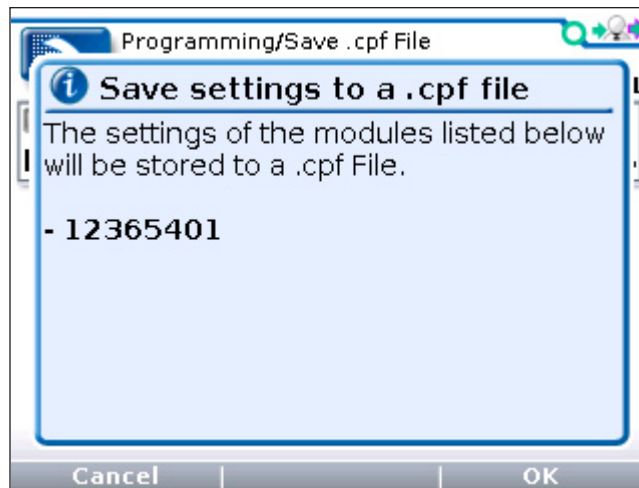 Programming/Save .cpf File
Save settings to a .cpf file
The settings of the modules listed below
will be stored to a .cpf File.
- 12365401
Cancel
OK